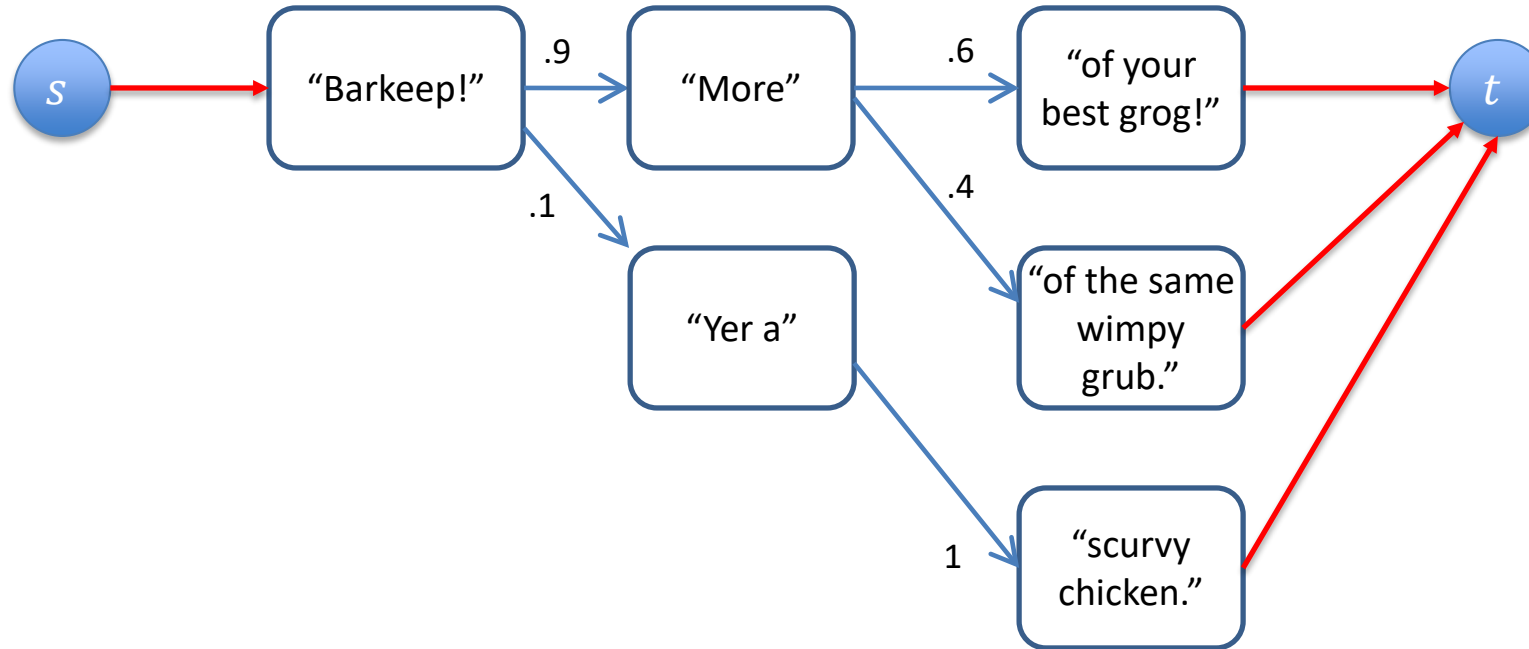 s
“Barkeep!”
.9
“More”
.6
“of your
best grog!”
t
.1
.4
“Yer a”
“of the same
wimpy
grub.”
1
“scurvy
chicken.”